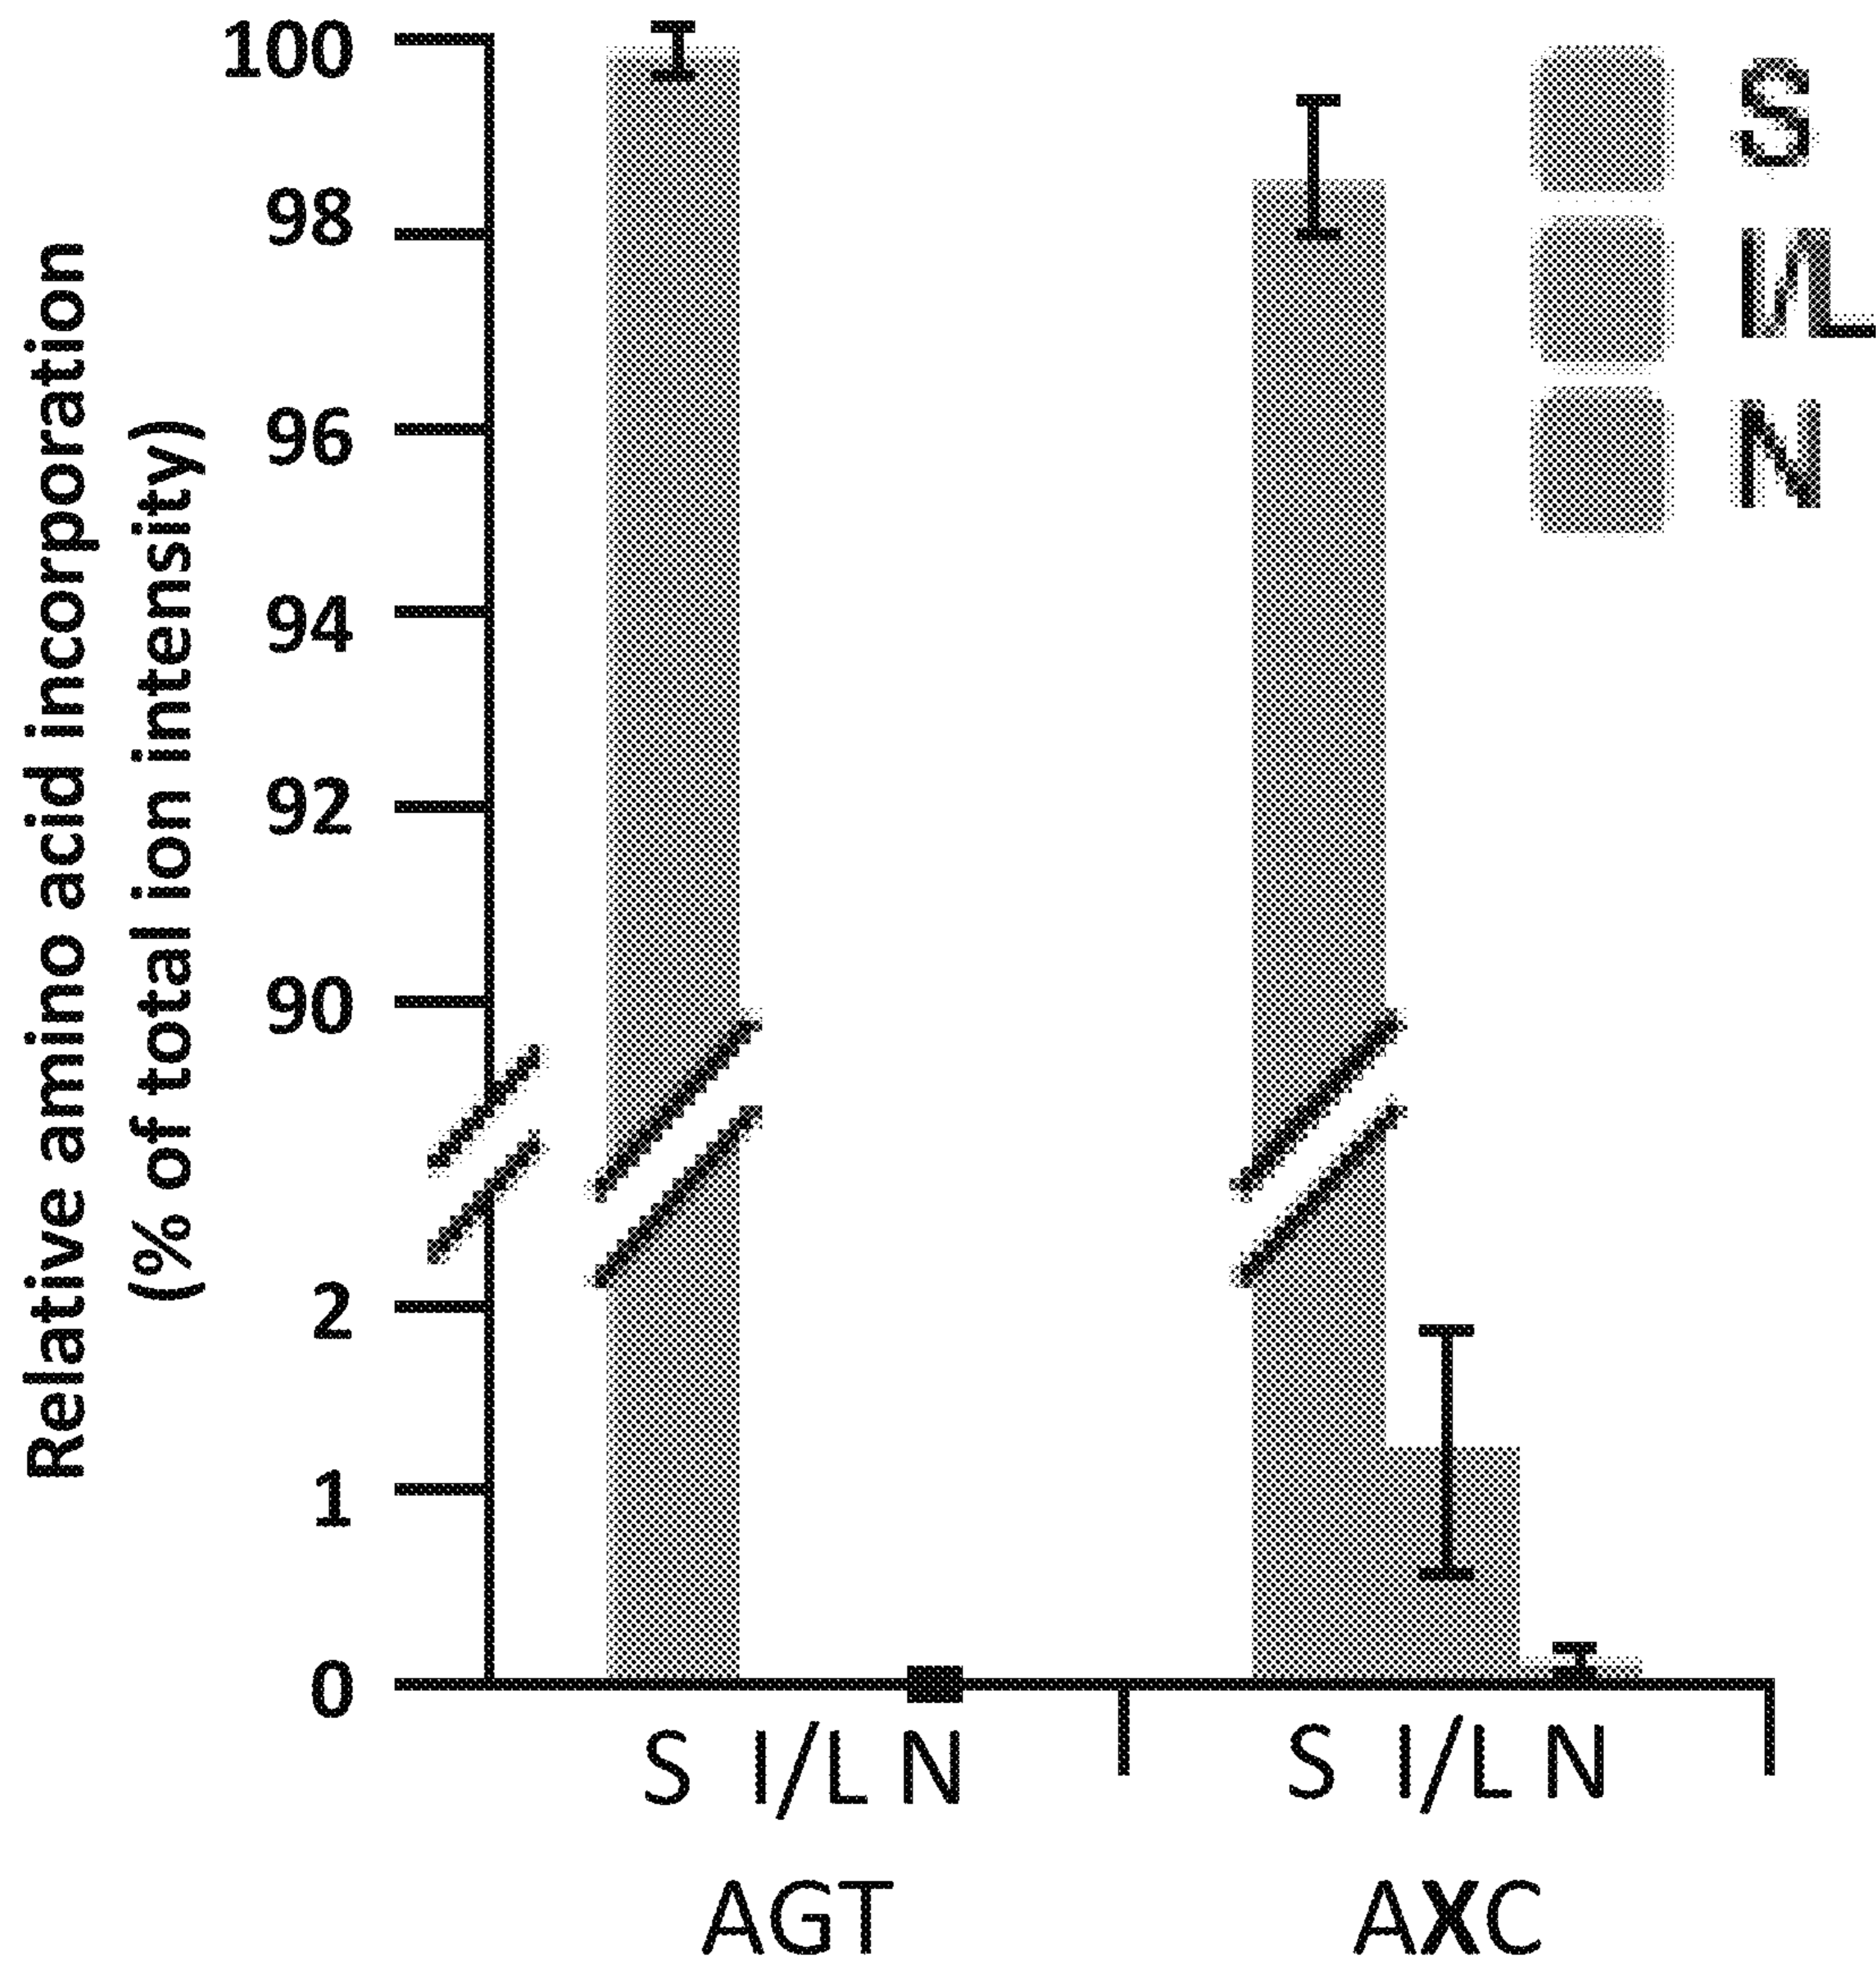 Relative amino acid incorporation
(% of total ion intensity)
100
98
96
94
92
90
2
1
0
S
I/L
N
S I/L N
S I/L N
AGT
AXC